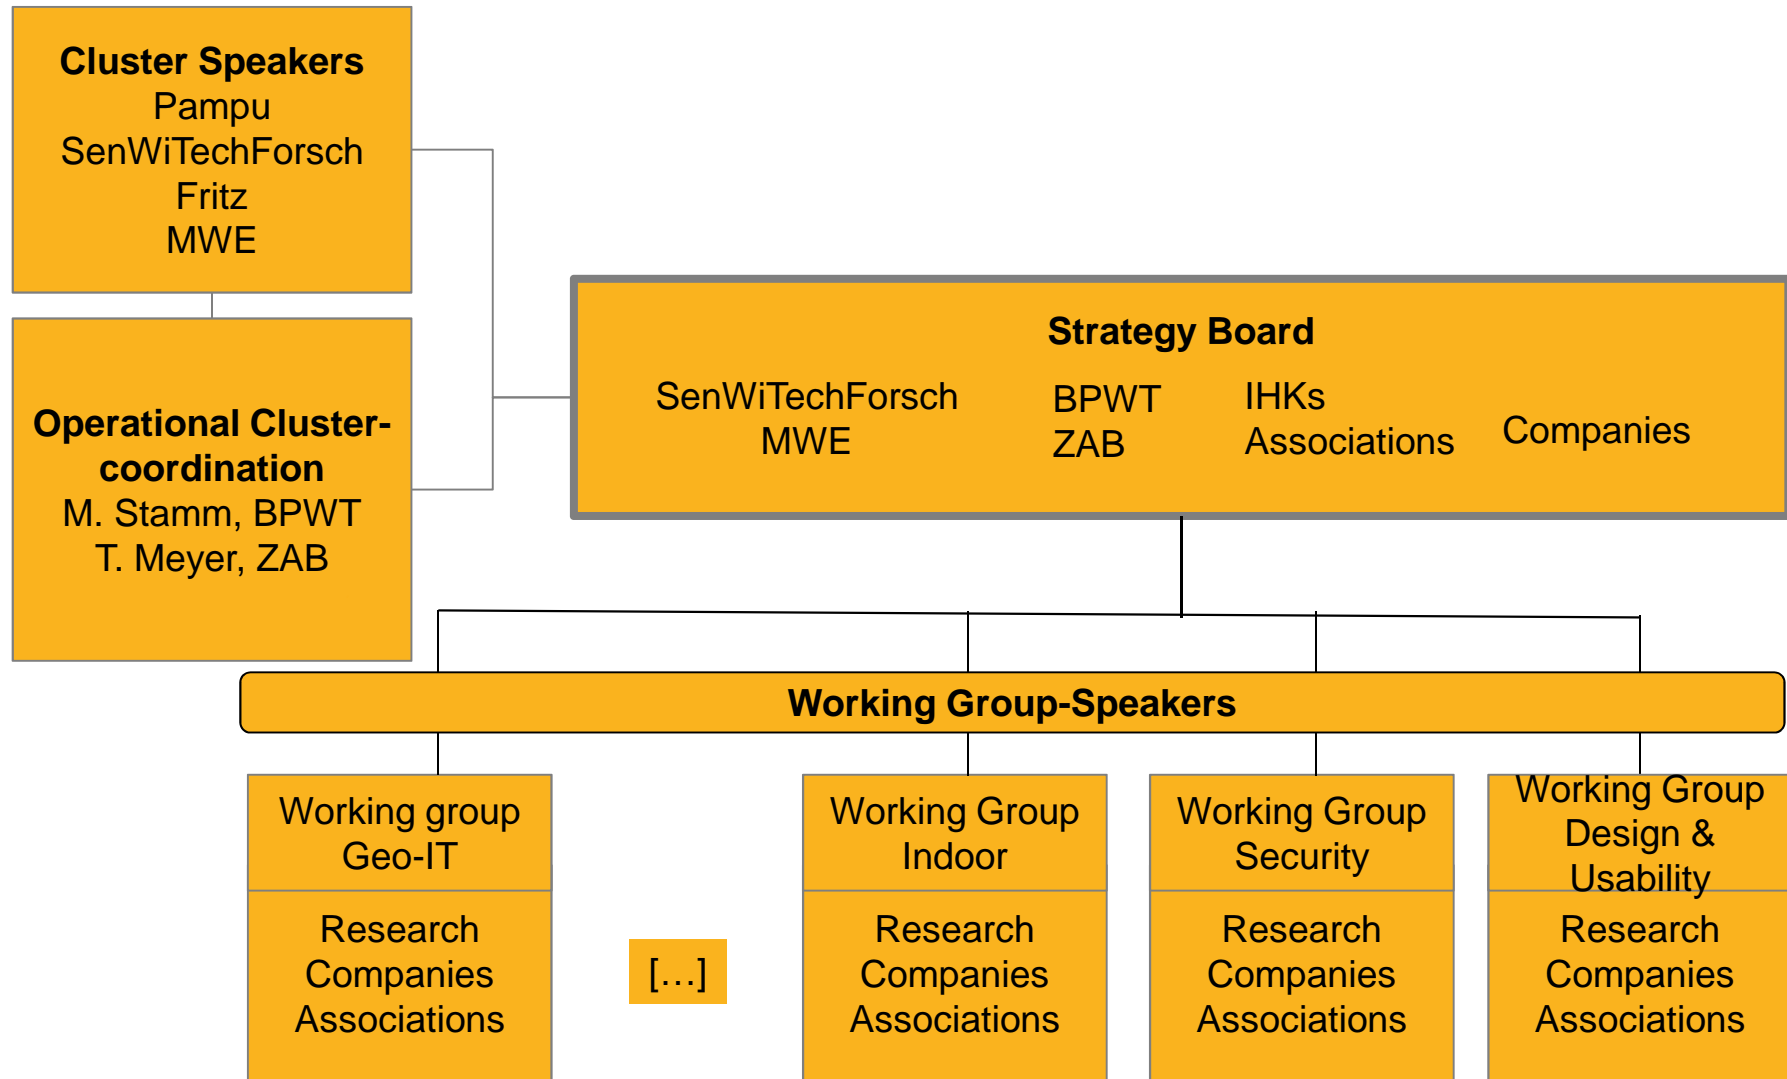 Cluster Speakers
Pampu
SenWiTechForsch
Fritz
MWE
Operational Cluster-
coordination
M. Stamm, BPWT
T. Meyer, ZAB
Strategy Board
SenWiTechForsch
MWE
BPWT
ZAB
IHKs
Associations
Companies
Working Group-Speakers
Working group
Geo-IT
Research
Companies
Associations
[…]
Working Group
Indoor
Research
Companies
Associations
Working Group
Security
Research
Companies
Associations
Working Group
Design &
Usability
Research
Companies
Associations